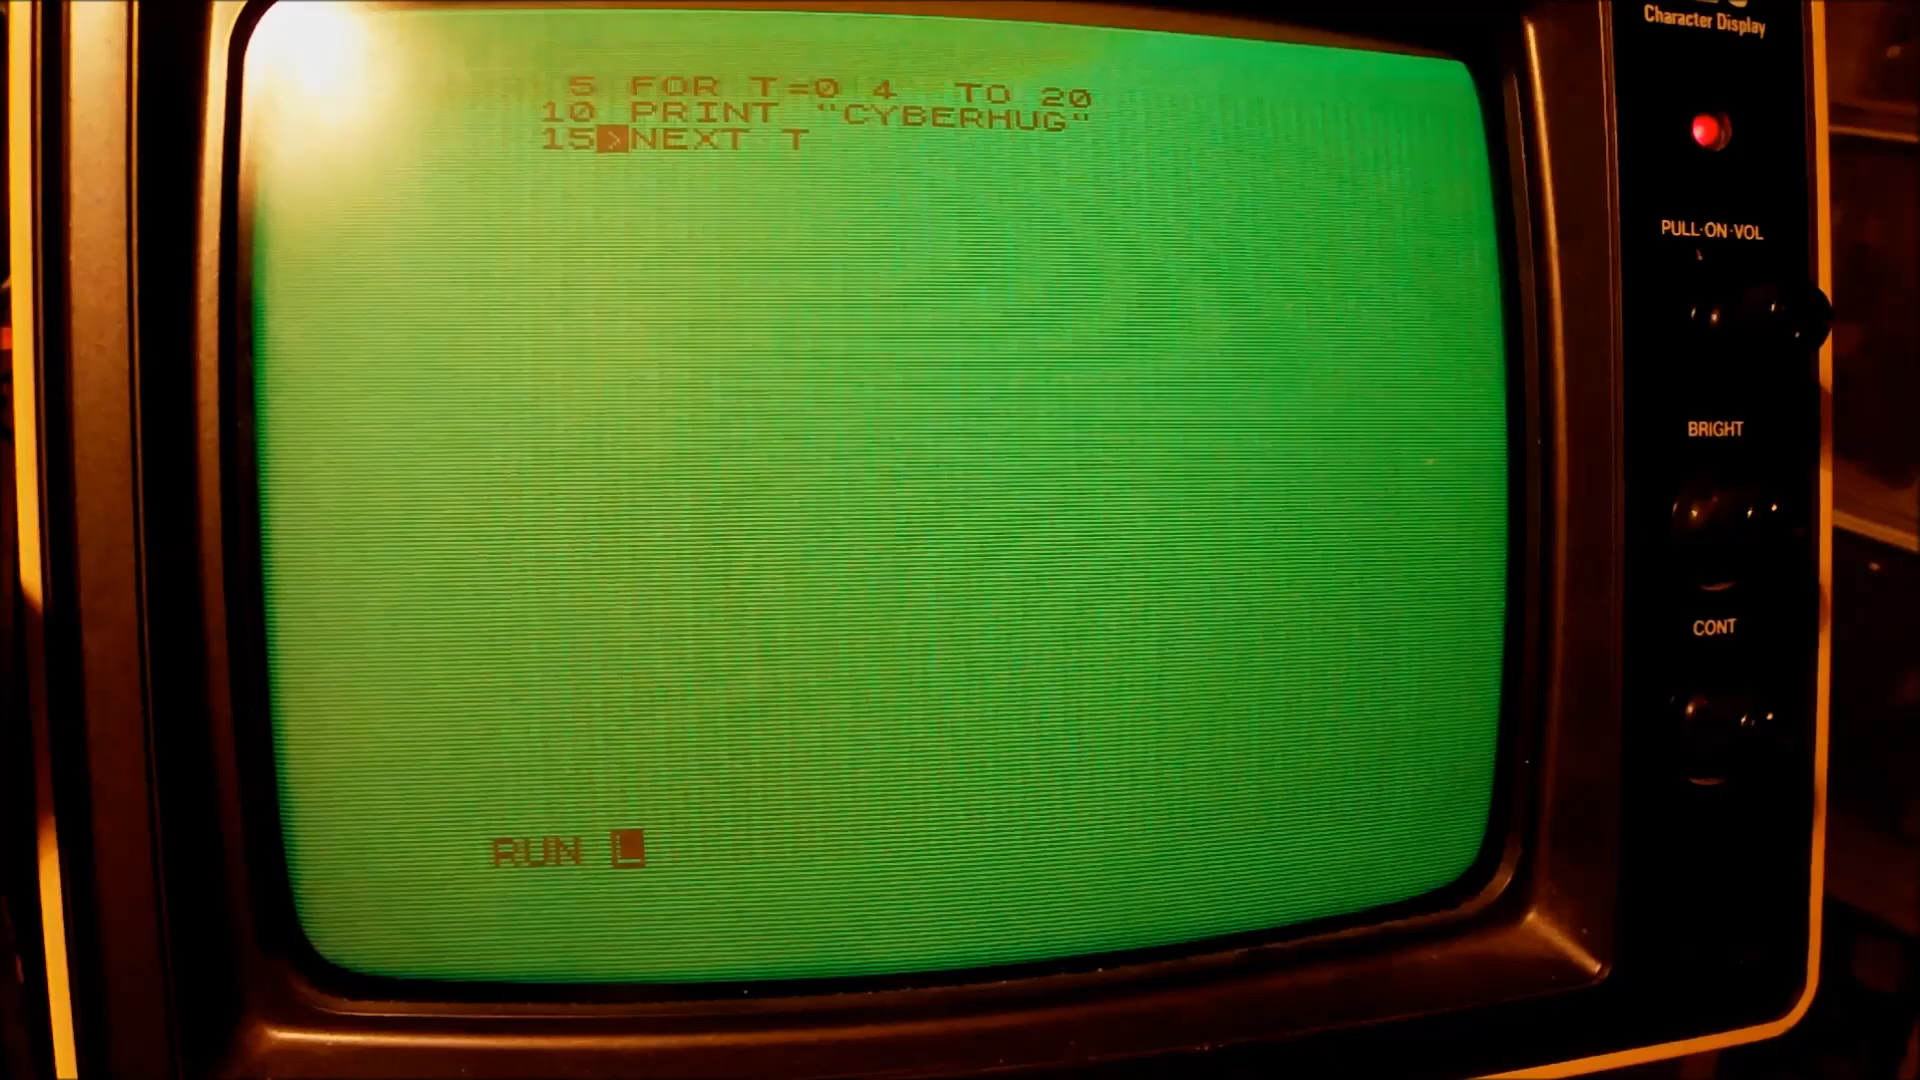 Character Display
5 FOR T=0 4 TO 20
10 PRINT "CYBERHUG"
15>NEXT T
PULL-ON-VOL
BRIGHT
CONT
RUN L